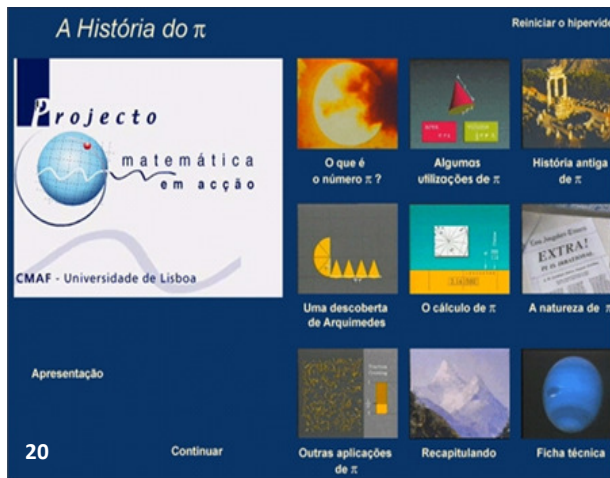 A História do π
Reiniciar o hipervíde
Projecto
matemática
em acção
CMAF - Universidade de Lisboa
O que é
o número π ?
Algumas
utilizações de π
História antiga
de π
Uma descoberta
de Arquimedes
O cálculo de π
EXTRA!
A natureza de π
Apresentação
Continuar
Outras aplicações
de π
Recapitulando
Ficha técnica
20